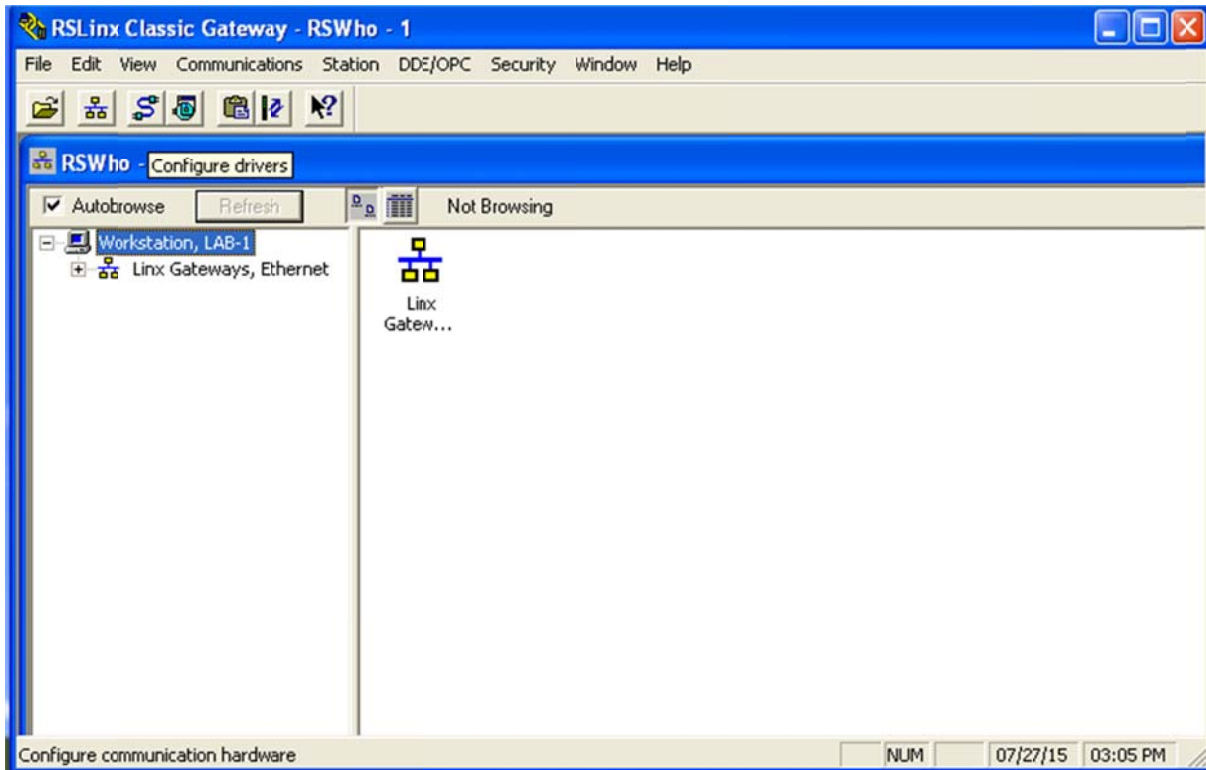 RSLinx Classic Gateway - RSWho - 1
File Edit View Communications Station DDE/OPC Security Window Help
RSWho - Configure drivers
Autobrowse Refresh Not Browsing
Workstation, LAB-1
Linx Gateways, Ethernet
Linx
Gatew...
Configure communication hardware NUM 07/27/15 03:05 PM